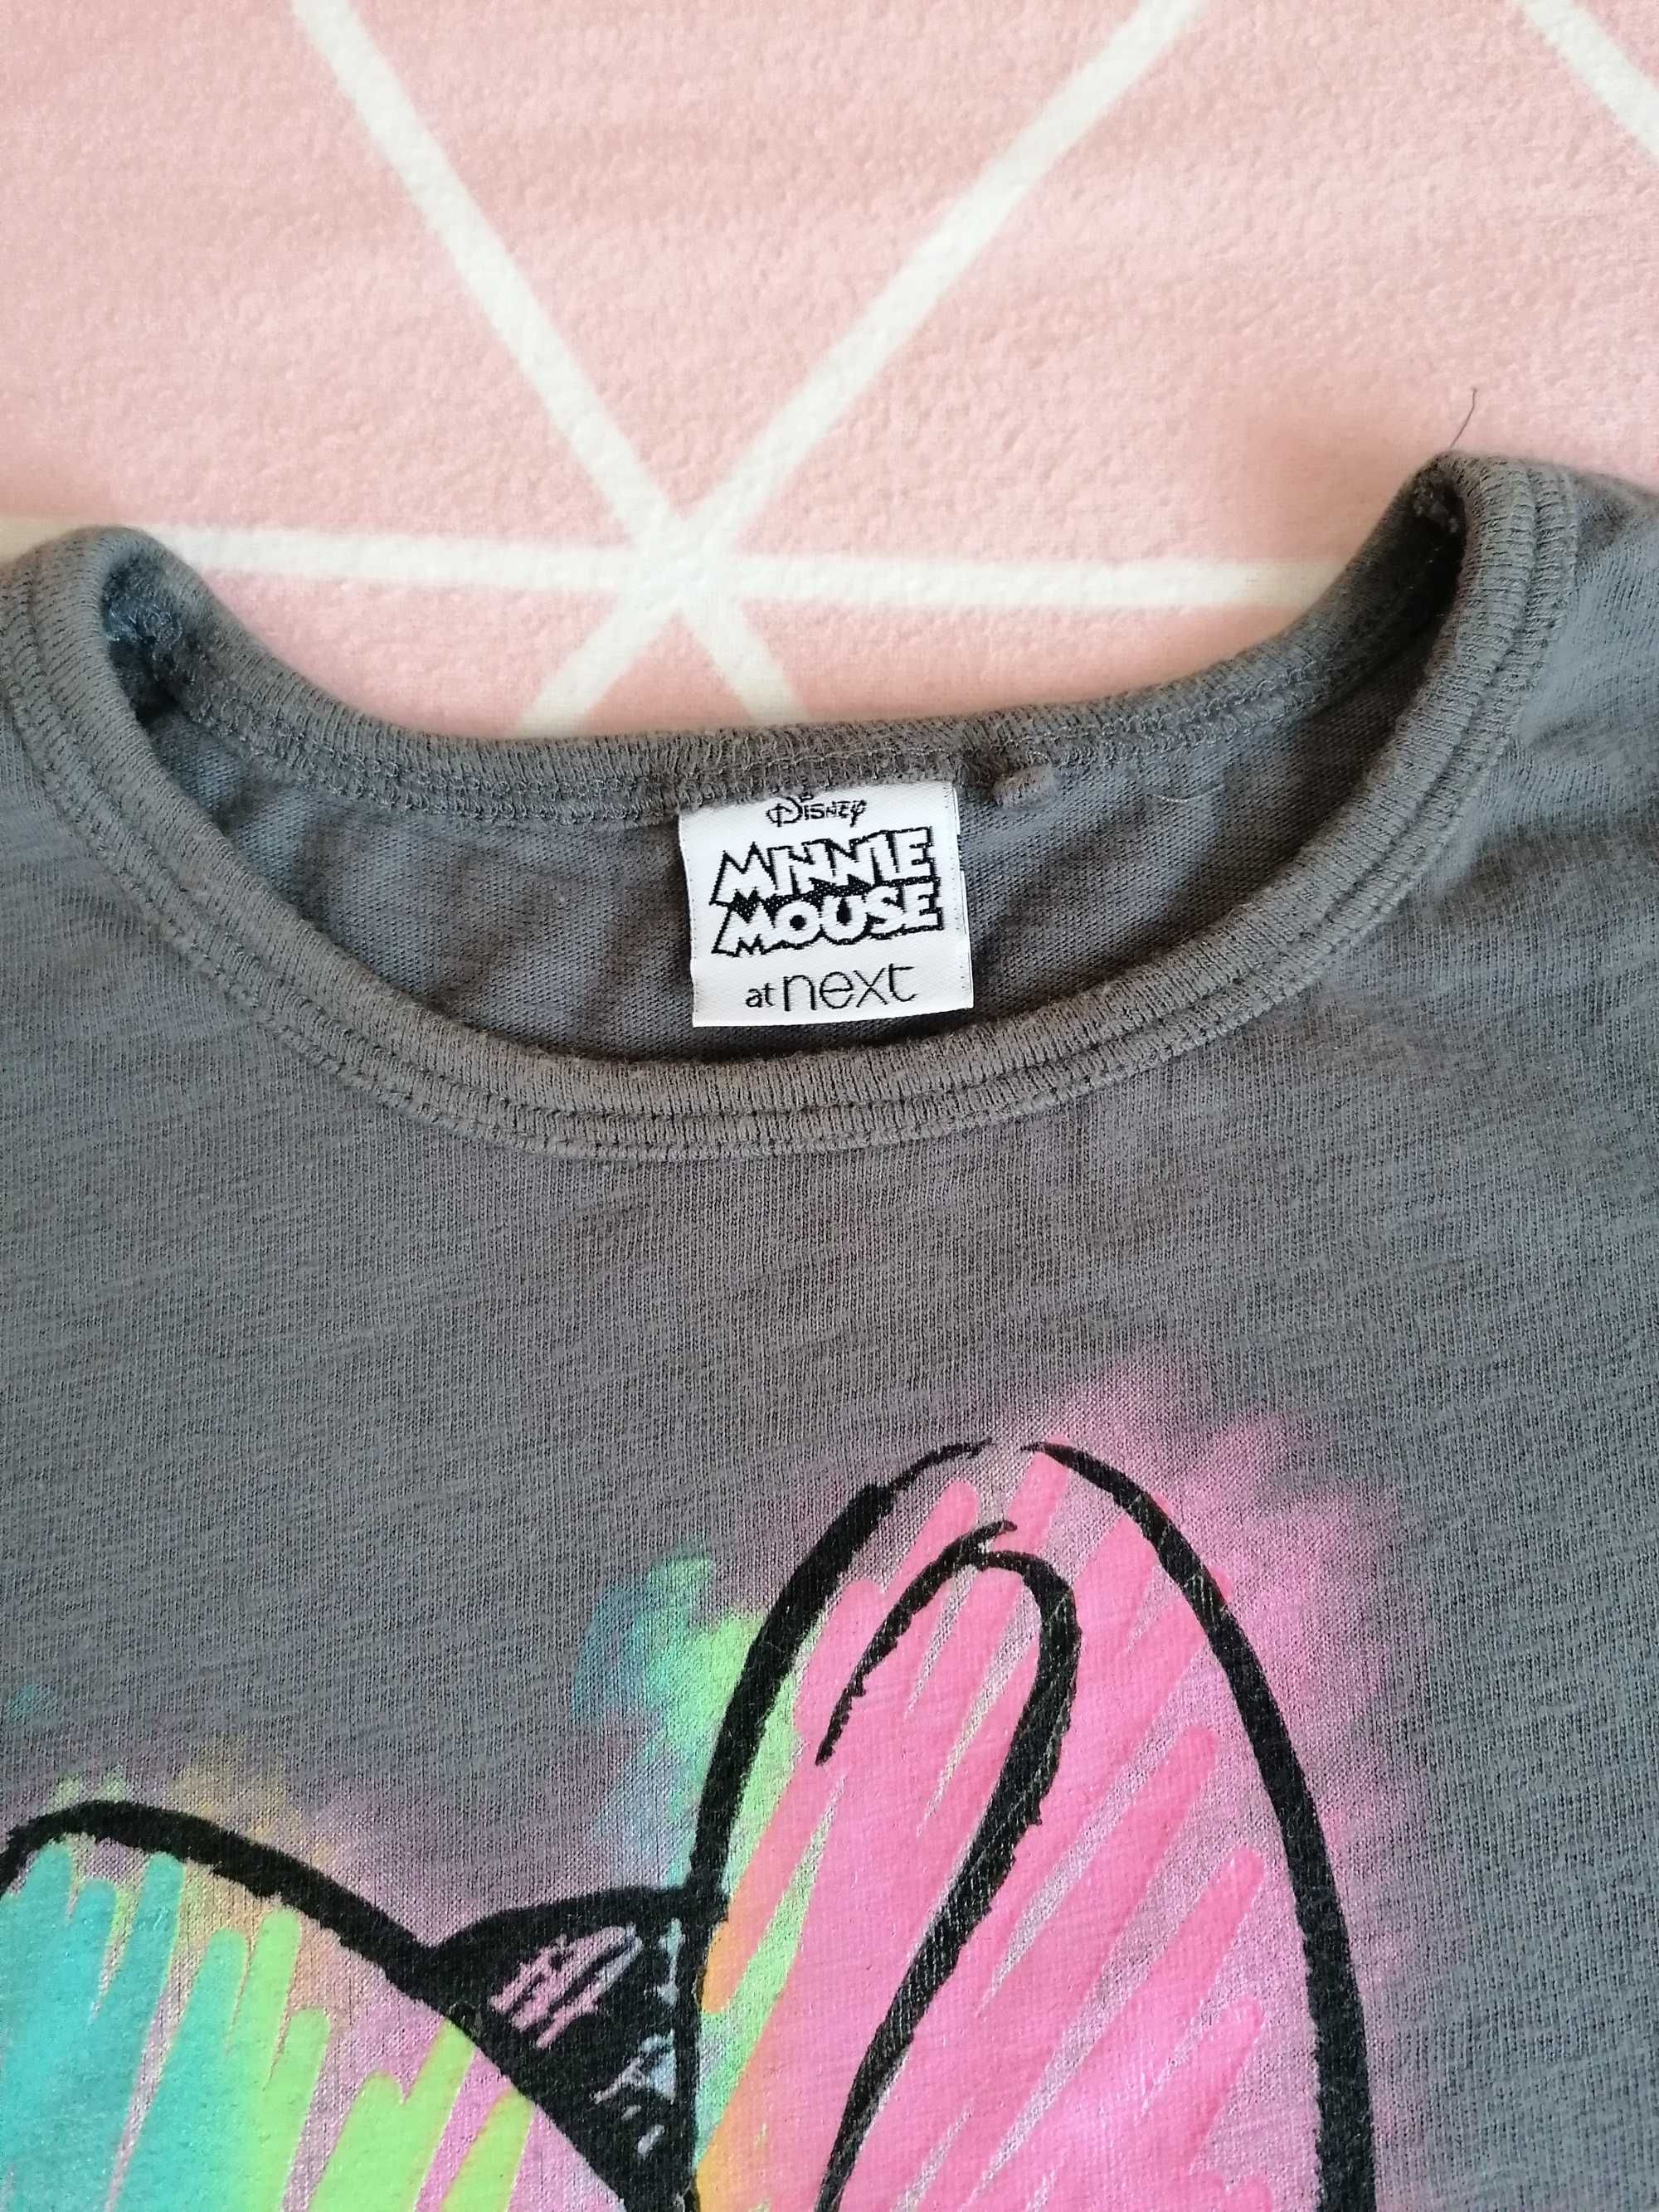 Disney
MINNIE
MOUSE
at next